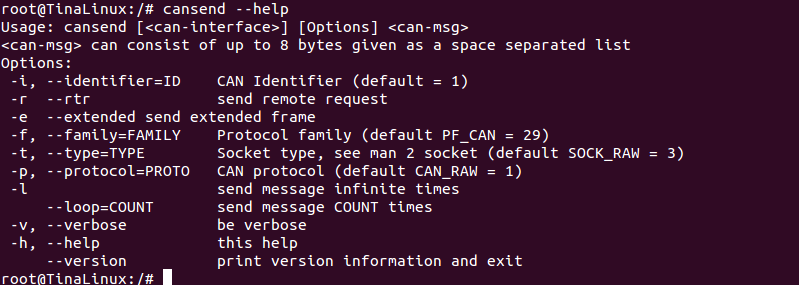 root@TinaLinux:/# cansend --help
Usage: cansend [<can-interface>] [Options] <can-msg>
<can-msg> can consist of up to 8 bytes given as a space separated list
Options:
 -i, --identifier=ID   CAN Identifier (default = 1)
 -r  --rtr             send remote request
 -e  --extended send extended frame
 -f, --family=FAMILY   Protocol family (default PF_CAN = 29)
 -t, --type=TYPE       Socket type, see man 2 socket (default SOCK_RAW = 3)
 -p, --protocol=PROTO  CAN protocol (default CAN_RAW = 1)
 -l                    send message infinite times
     --loop=COUNT      send message COUNT times
 -v, --verbose         be verbose
 -h, --help            this help
     --version         print version information and exit
root@TinaLinux:/#